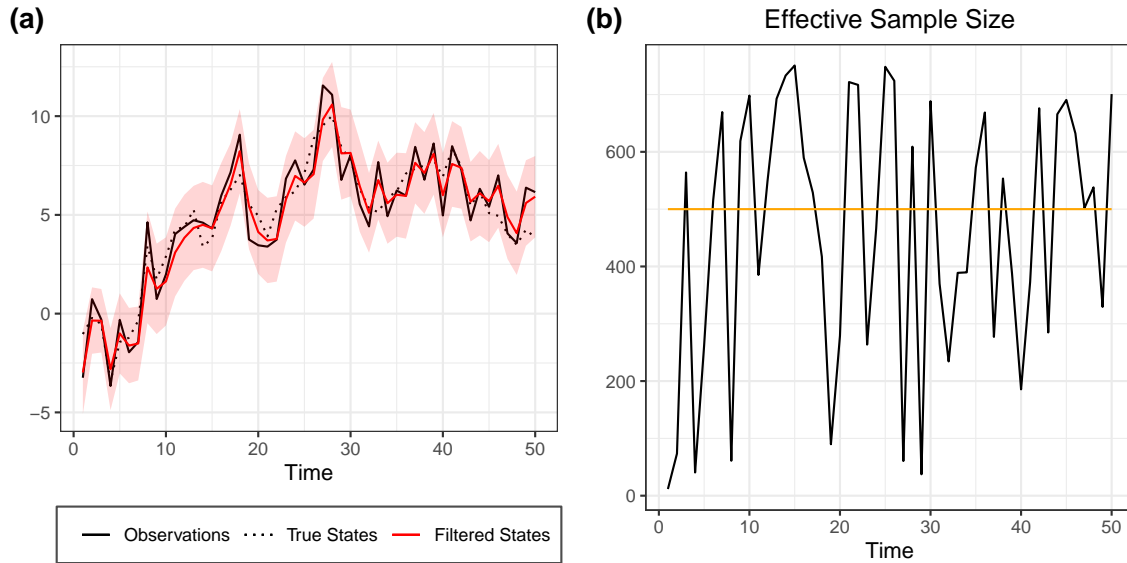 (a)
10
5
0
−5
0 10 20 30 40 50
Time
Observations True States Filtered States
(b) Effective Sample Size
600
400
200
0
0 10 20 30 40 50
Time